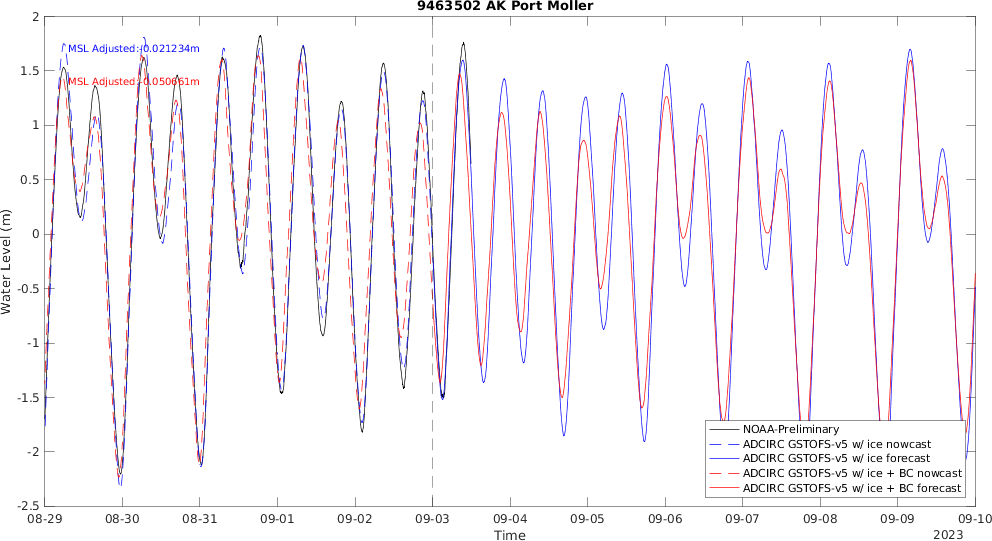 9463502 AK Port Moller
MSL Adjusted:-0.021234m
MSL Adjusted:-0.050661m
Water Level (m)
2
1.5
1
0.5
0
-0.5
-1
-1.5
-2
-2.5
NOAA-Preliminary
ADCIRC GSTOFS-v5 w/ ice nowcast
ADCIRC GSTOFS-v5 w/ ice forecast
ADCIRC GSTOFS-v5 w/ ice + BC nowcast
ADCIRC GSTOFS-v5 w/ ice + BC forecast
08-29 08-30 08-31 09-01 09-02 09-03 09-04 09-05 09-06 09-07 09-08 09-09 09-10
Time
2023